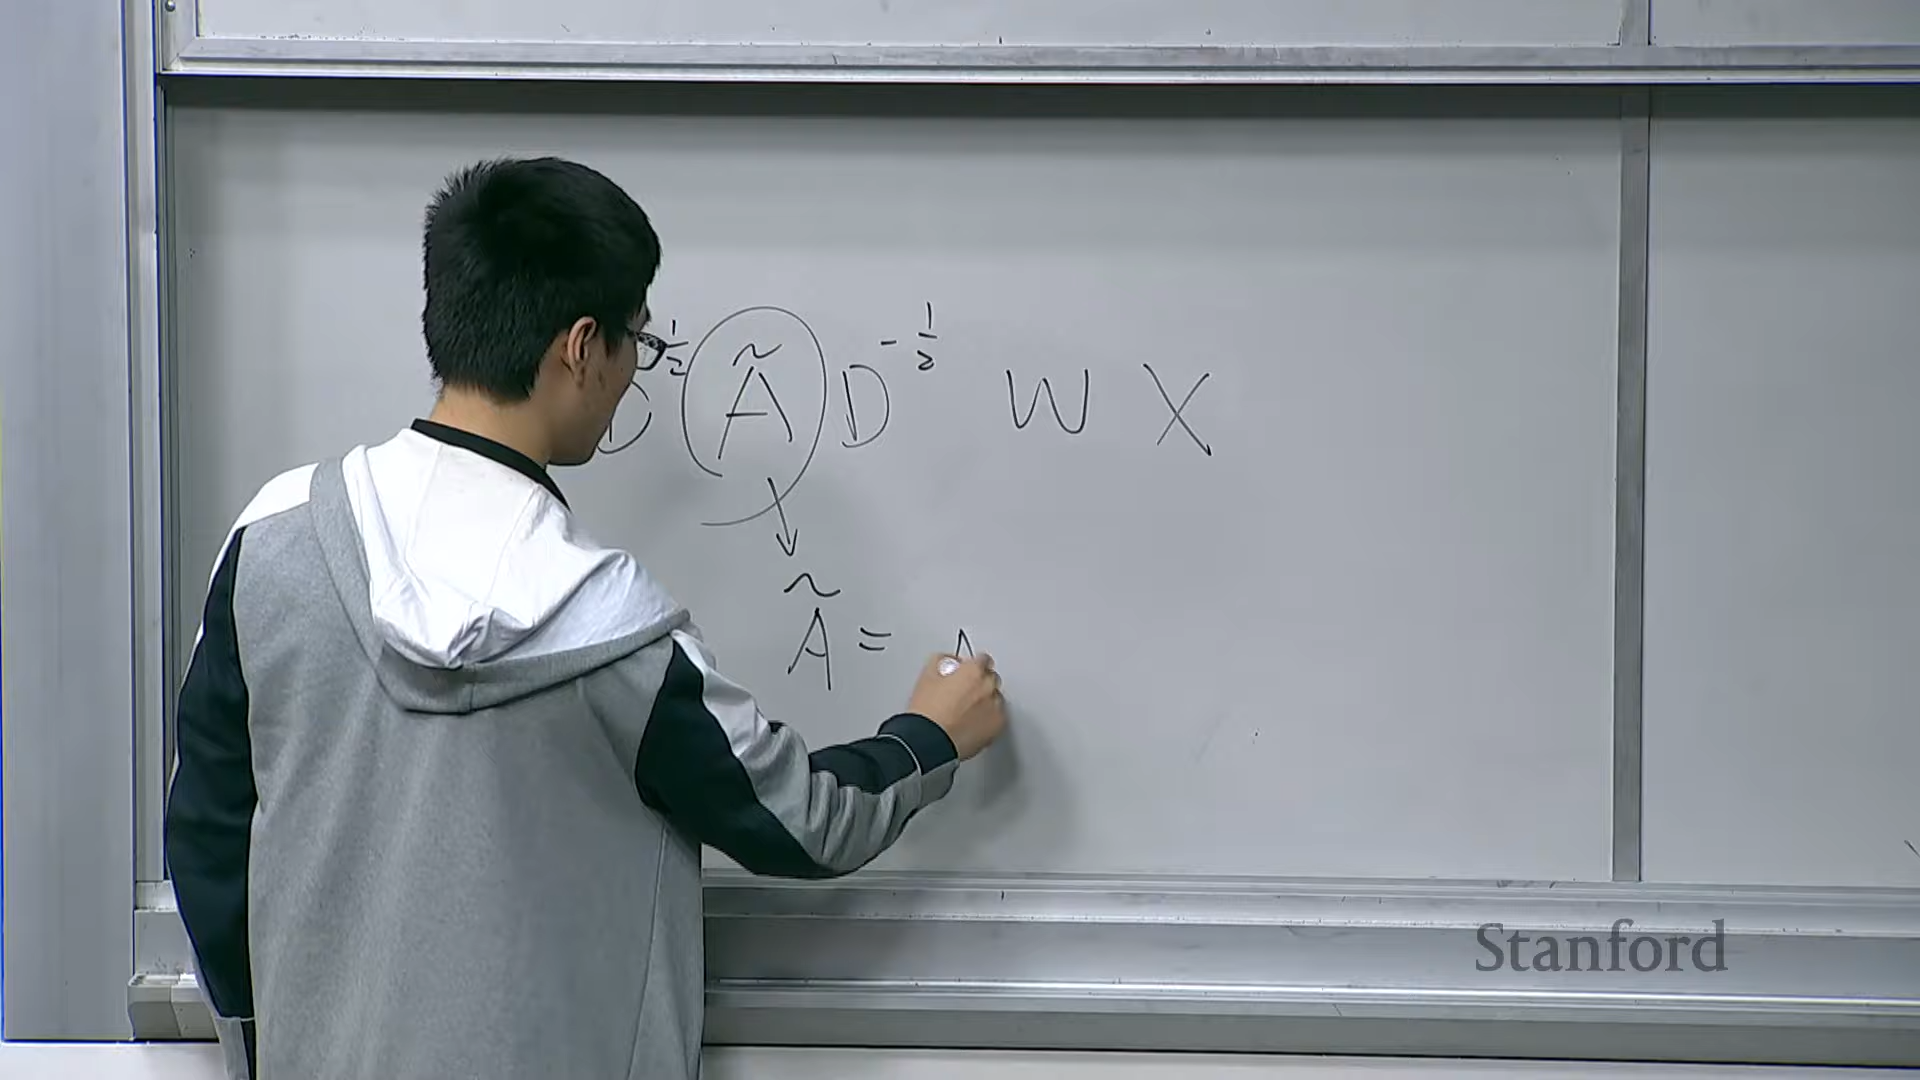 D^{-1/2} Ã D^{-1/2} W X
Ã = A
Stanford